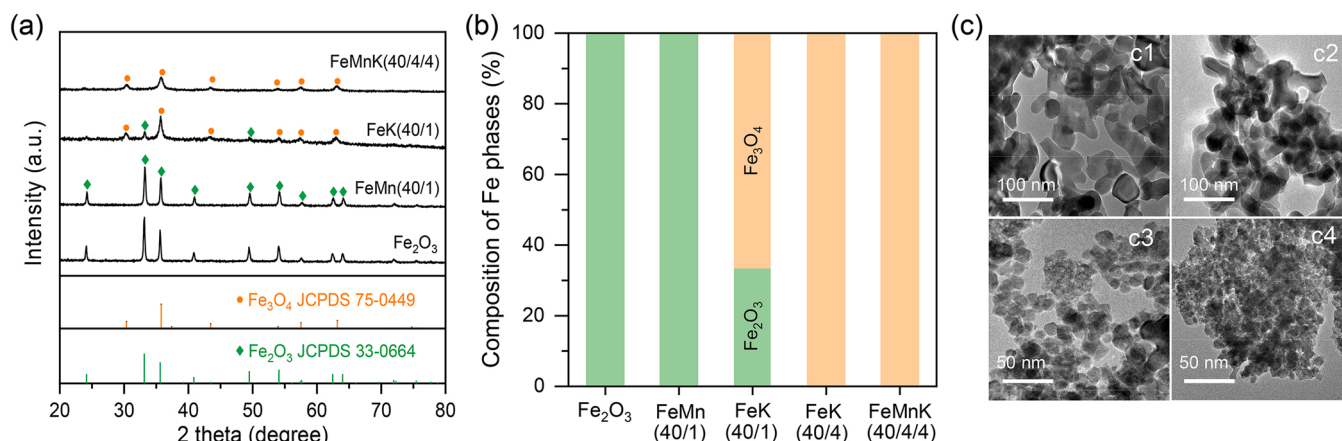 (a)
FeMnK(40/4/4)
FeK(40/1)
FeMn(40/1)
Fe₂O₃
Fe₃O₄ JCPDS 75-0449
Fe₂O₃ JCPDS 33-0664
Intensity (a.u.)
20 30 40 50 60 70 80
2 theta (degree)
(b)
Composition of Fe phases (%)
100
80
60
40
20
0
Fe₃O₄
Fe₂O₃
Fe₂O₃ FeMn FeK FeK FeMnK
(40/1) (40/1) (40/4) (40/4/4)
(c)
c1
100 nm
c2
100 nm
c3
50 nm
c4
50 nm